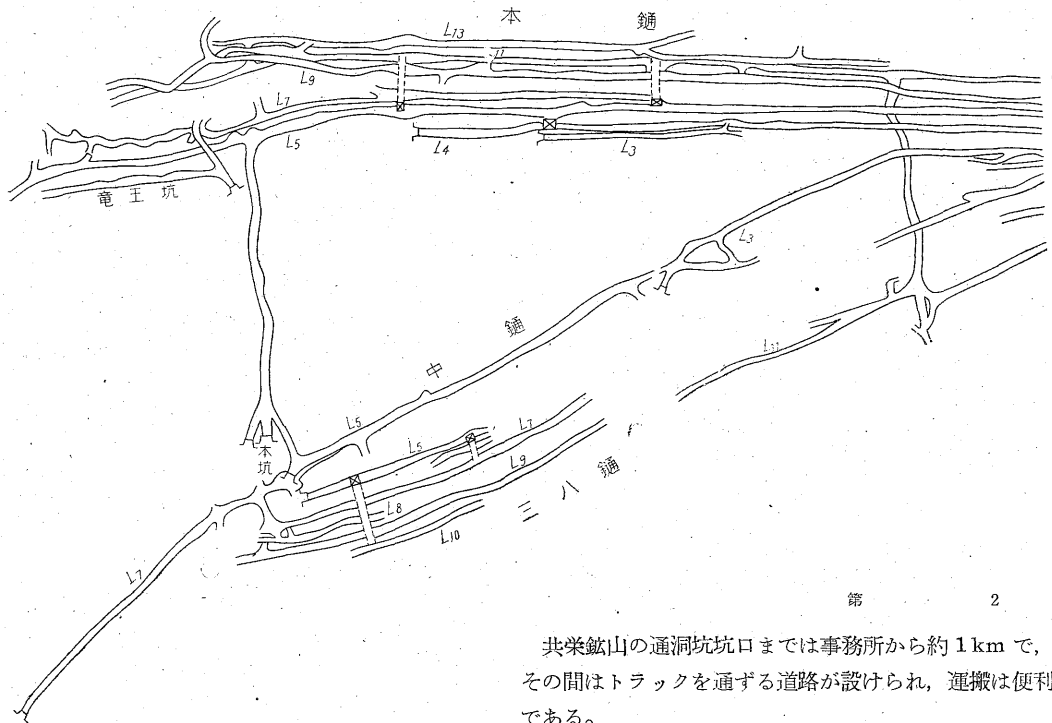 本鎚
L13
L9
L7
L5
L4
L3
竜王坑
L3
中鎚
L5
本坑
L5
L7
L9
L8
L10
三八鎚
L7
第 2
共栄鉱山の通洞坑坑口までは事務所から約1kmで，
その間はトラックを通ずる道路が設けられ，運搬は便利
である。